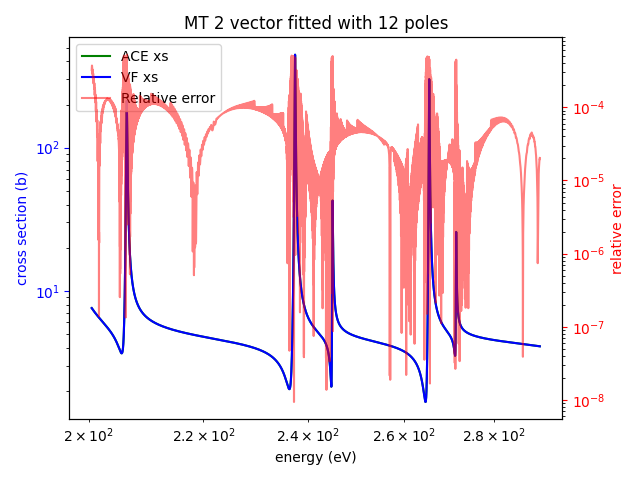 MT 2 vector fitted with 12 poles
ACE xs
VF xs
Relative error
cross section (b)
10²
10¹
10⁻⁴
10⁻⁵
10⁻⁶
10⁻⁷
10⁻⁸
relative error
2 × 10² 2.2 × 10² 2.4 × 10² 2.6 × 10² 2.8 × 10²
energy (eV)